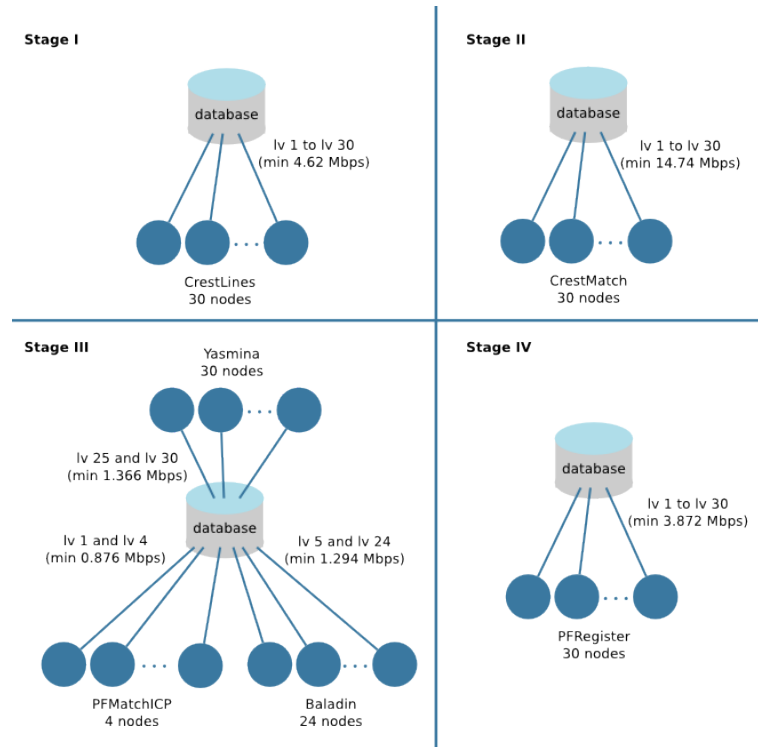 Stage I
database
lv 1 to lv 30
(min 4.62 Mbps)
CrestLines
30 nodes
Stage II
database
lv 1 to lv 30
(min 14.74 Mbps)
CrestMatch
30 nodes
Stage III
Yasmina
30 nodes
lv 25 and lv 30
(min 1.366 Mbps)
database
lv 1 and lv 4
(min 0.876 Mbps)
lv 5 and lv 24
(min 1.294 Mbps)
PFMatchICP
4 nodes
Baladin
24 nodes
Stage IV
database
lv 1 to lv 30
(min 3.872 Mbps)
PFRegister
30 nodes